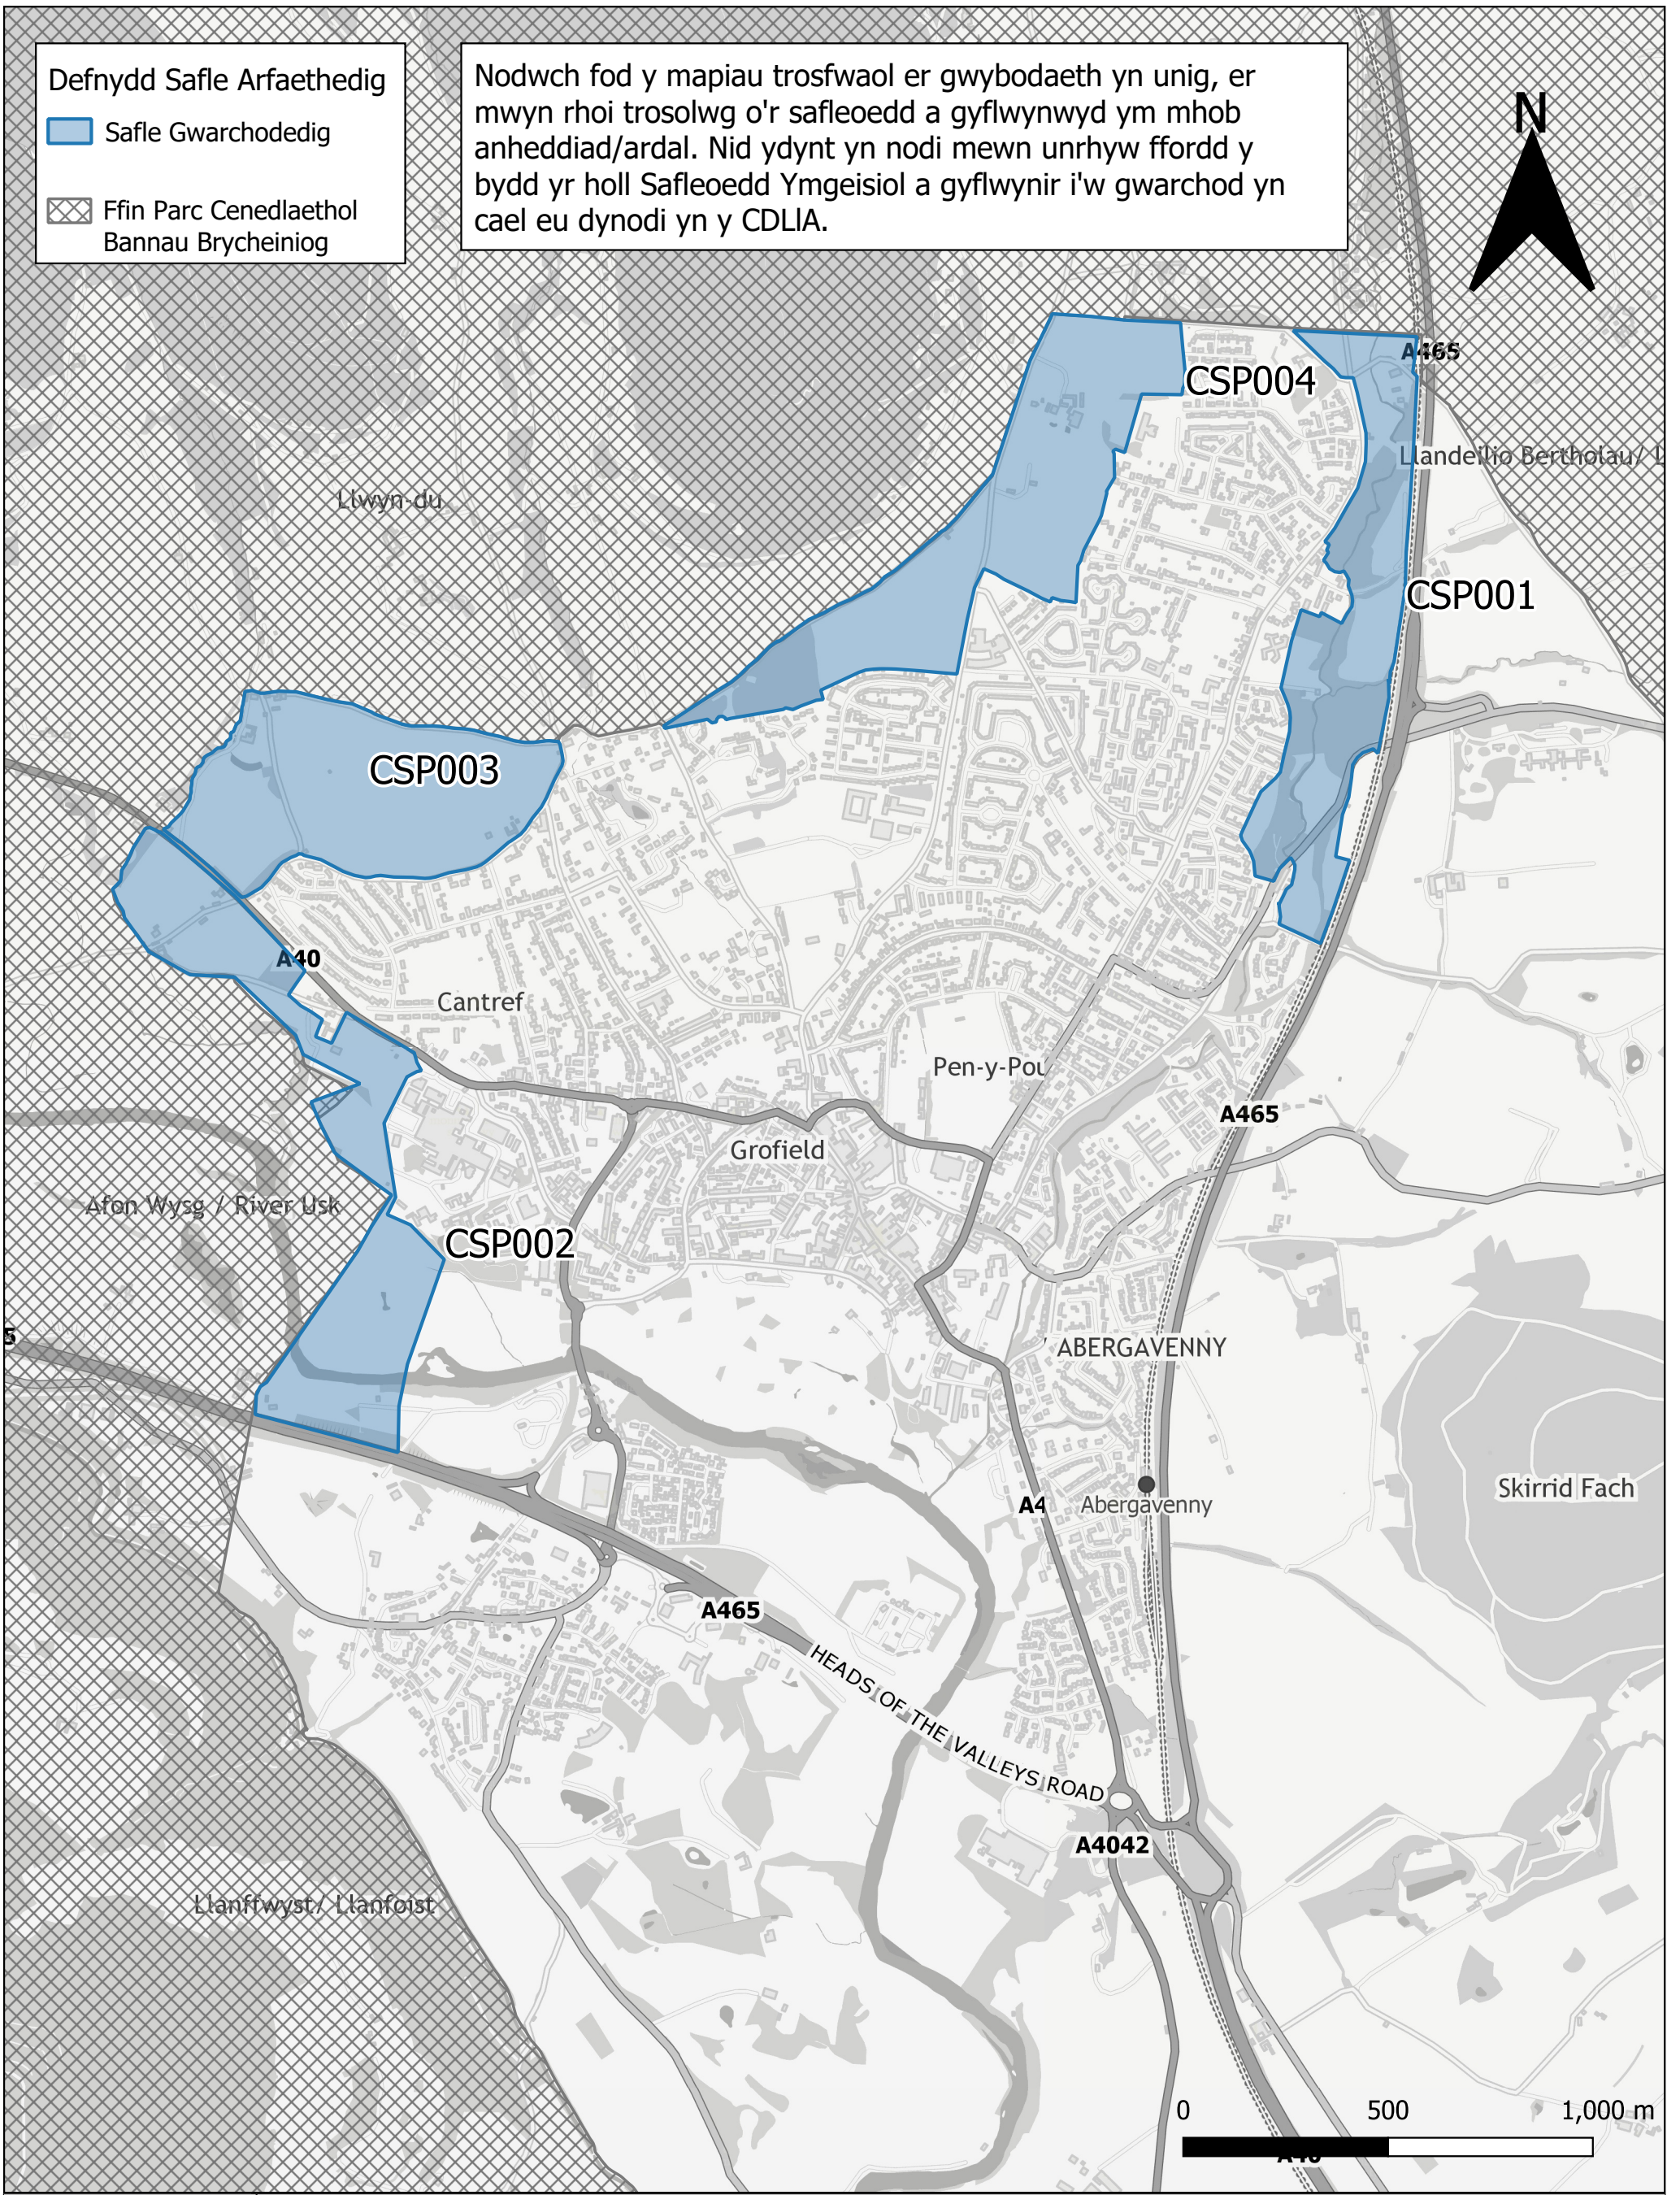 Defnydd Safle Arfaethedig
Safle Gwarchodedig
Ffin Parc Cenedlaethol
Bannau Brycheiniog
Nodwch fod y mapiau trosfwaol er gwybodaeth yn unig, er
mwyn rhoi trosolwg o'r safleoedd a gyflwynwyd ym mhob
anheddiad/ardal. Nid ydynt yn nodi mewn unrhyw ffordd y
bydd yr holl Safleoedd Ymgeisiol a gyflwynir i'w gwarchod yn
cael eu dynodi yn y CDLlA.
N
A465
CSP004
Llandeilio Bertholau/ L
Llwyn-du
CSP001
CSP003
A40
Cantref
Pen-y-Pou
A465
Grofield
Afon Wysg / River Usk
CSP002
5
ABERGAVENNY
Skirrid Fach
A4
Abergavenny
A465
HEADS OF THE VALLEYS ROAD
A4042
Llanffwyst/ Llanfoist
0 500 1,000 m